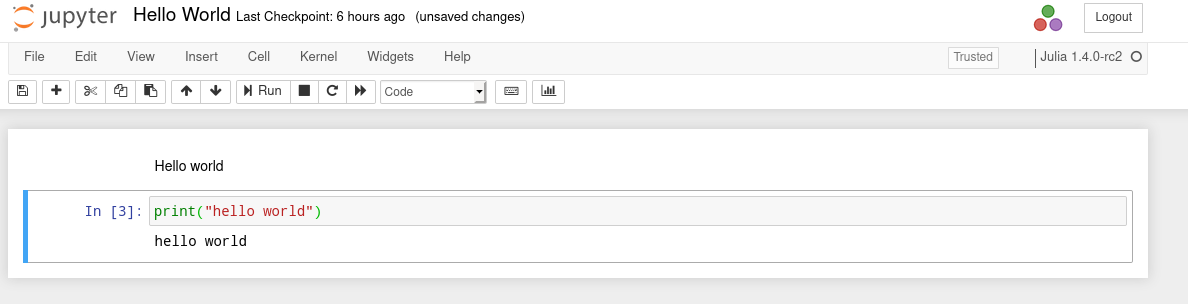 jupyter Hello World Last Checkpoint: 6 hours ago (unsaved changes) Logout
File Edit View Insert Cell Kernel Widgets Help Trusted Julia 1.4.0-rc2
Run Code
Hello world
In [3]: print("hello world")
hello world